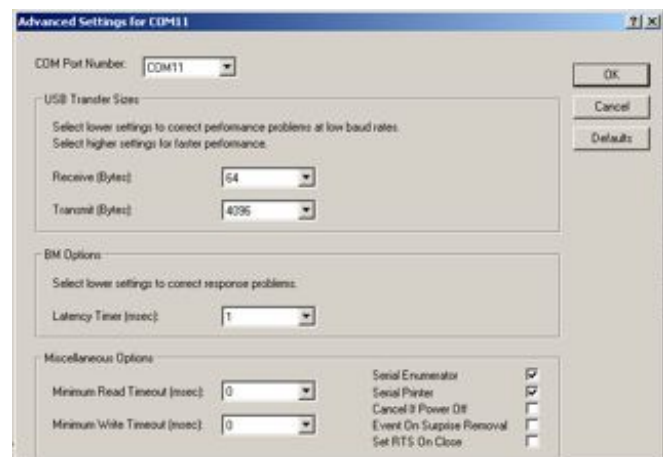 Advanced Settings for COM11
? X
COM Port Number: COM11
OK
USB Transfer Sizes
Cancel
Select lower settings to correct performance problems at low baud rates.
Defaults
Select higher settings for faster performance.
Receive (Bytes): 64
Transmit (Bytes): 4096
BM Options
Select lower settings to correct response problems.
Latency Timer (msec): 1
Miscellaneous Options
Serial Enumerator
Minimum Read Timeout (msec): 0
Serial Printer
Cancel If Power Off
Minimum Write Timeout (msec): 0
Event On Surprise Removal
Set RTS On Close